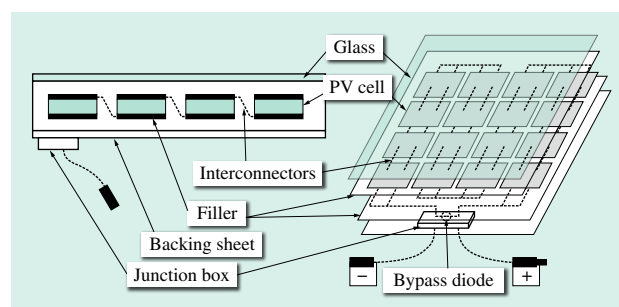 Glass
PV cell
Interconnectors
Filler
Backing sheet
Junction box
Bypass diode
−
+